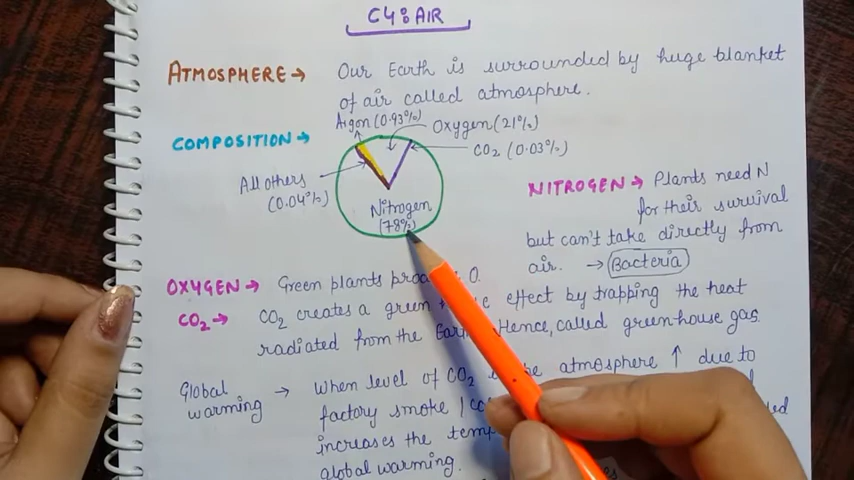 C4: AIR
ATMOSPHERE → Our Earth is surrounded by huge blanket
of air called atmosphere.
COMPOSITION →
Argon (0.93%)
Oxygen (21%)
CO2 (0.03%)
All others
(0.04%)
Nitrogen
(78%)
NITROGEN → Plants need N
for their survival
but can't take directly from
air. → Bacteria
OXYGEN → Green plants O.
CO2 → CO2 creates a green effect by trapping the heat
radiated from the Hence, called greenhouse gas.
Global
warming → When level of CO2 atmosphere ↑ due to
factory smoke /
increases the
global warming.